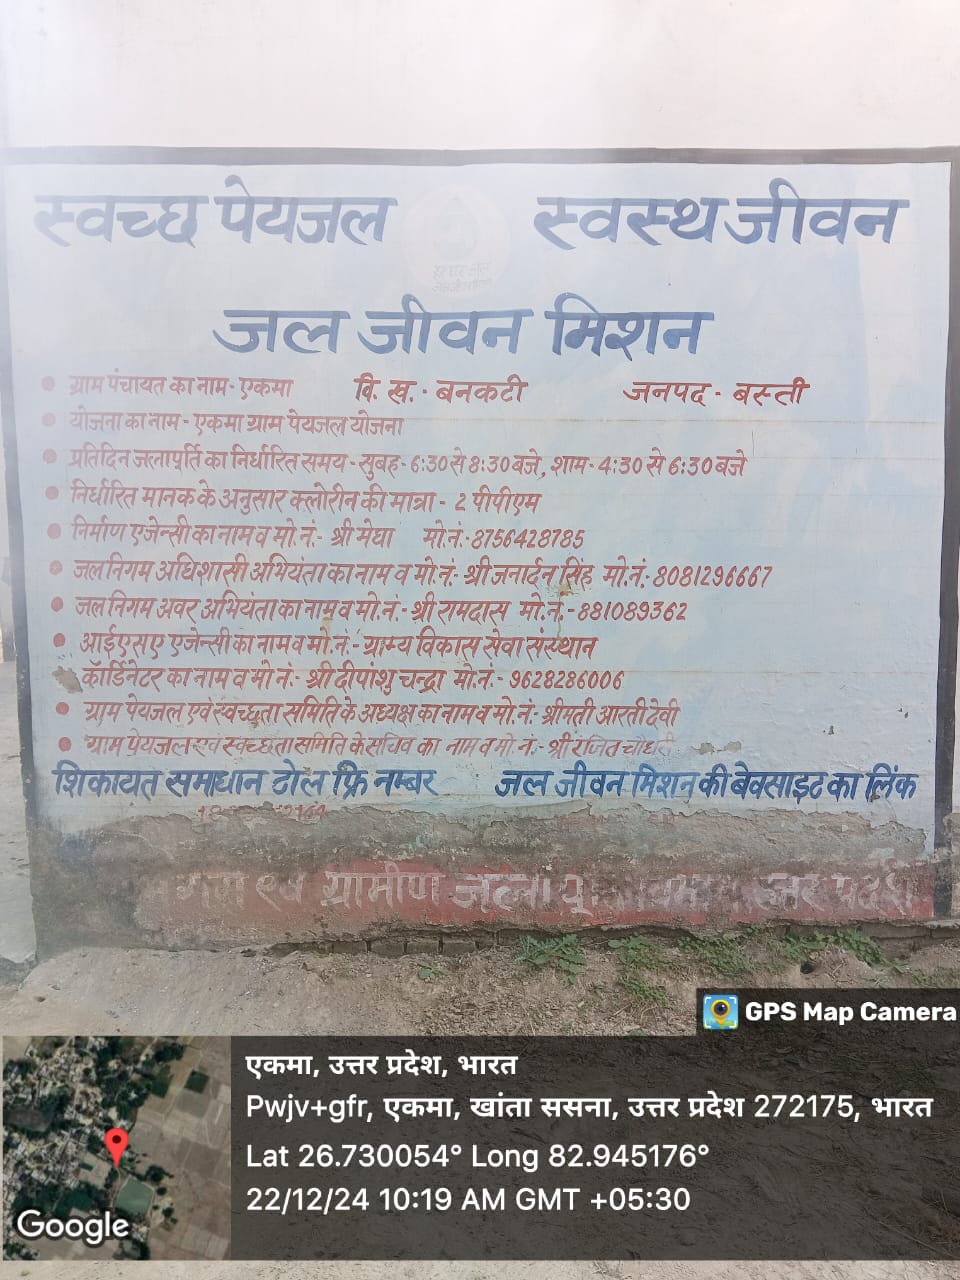 स्वच्छ पेयजल स्वस्थ जीवन
हर घर जल
जल जीवन मिशन
ग्राम पंचायत का नाम - एकमा वि. ख. - बनकटी जनपद - बस्ती
योजना का नाम - एकमा ग्राम पेयजल योजना
प्रतिदिन जलापूर्ति का निर्धारित समय - सुबह - 6:30 से 8:30 बजे, शाम - 4:30 से 6:30 बजे
निर्धारित मानक के अनुसार क्लोरीन की मात्रा - 2 पीपीएम
निर्माण एजेन्सी का नाम व मो.नं.- श्री मेघा मो.नं.-8756428785
जल निगम अधिशासी अभियंता का नाम व मो.नं.- श्री जनार्दन सिंह मो.नं.-8081296667
जल निगम अवर अभियंता का नाम व मो.नं.- श्री रामदास मो.नं.-881089362
आईएसए एजेन्सी का नाम व मो.नं.- ग्राम्य विकास सेवा संस्थान
कॉर्डिनेटर का नाम व मो नं.- श्री दीपांशु चन्द्रा मो.नं.- 9628286006
ग्राम पेयजल एवं स्वच्छता समिति के अध्यक्ष का नाम व मो.नं.- श्रीमती आरती देवी
ग्राम पेयजल एवं स्वच्छता समिति के सचिव का नाम व मो.नं.- श्री रंजित चौधरी
शिकायत समाधान टोल फ्रि नम्बर जल जीवन मिशन की बेवसाइट का लिंक
ग्रामीण
GPS Map Camera
एकमा, उत्तर प्रदेश, भारत
Pwjv+gfr, एकमा, खांता ससना, उत्तर प्रदेश 272175, भारत
Lat 26.730054° Long 82.945176°
22/12/24 10:19 AM GMT +05:30
Google